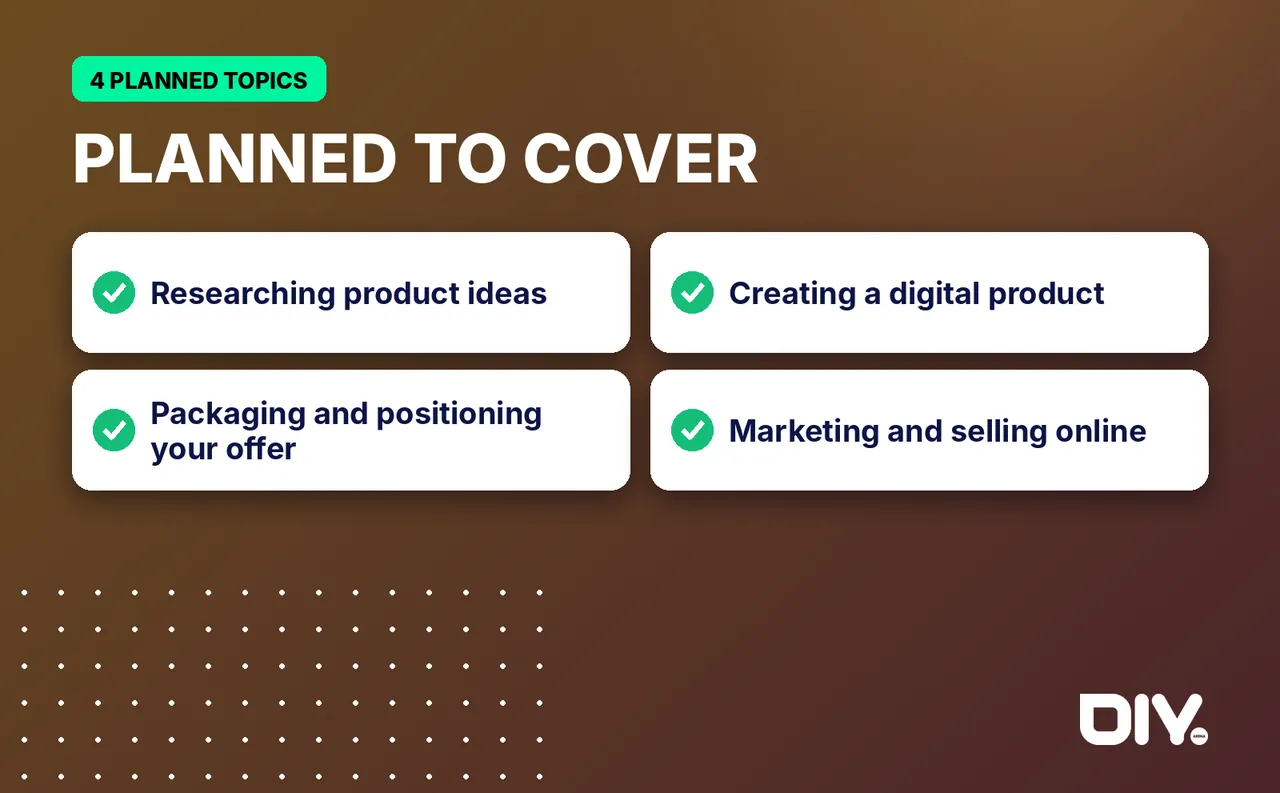 4 PLANNED TOPICS
PLANNED TO COVER
Researching product ideas
Creating a digital product
Packaging and positioning
your offer
Marketing and selling online
DIY.
ARENA